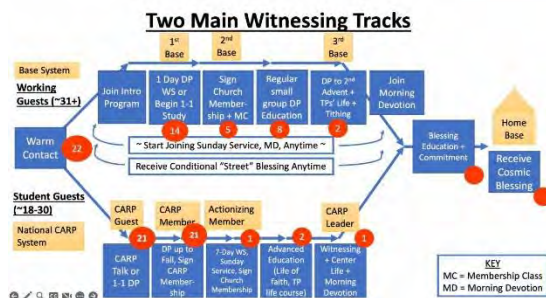 Two Main Witnessing Tracks
1st
Base
2nd
Base
3rd
Base
Base System
Working
Guests (~31+)
Join Intro
Program
1 Day DP
WS or
Begin 1-1
Study
14
Sign
Church
Member-
ship + MC
5
Regular
small
group DP
Education
8
DP to 2nd
Advent +
TPs' Life +
Tithing
2
Join
Morning
Devotion
Warm
Contact
22
~ Start Joining Sunday Service, MD, Anytime ~
Receive Conditional "Street" Blessing Anytime
Blessing
Education +
Commitment
Home
Base
Receive
Cosmic
Blessing
Student Guests
(~18-30)
National CARP
System
CARP
Guest
21
CARP
Talk or
1-1 DP
CARP
Member
21
DP up to
Fall, Sign
CARP Mem-
bership
Actionizing
Member
1
7-Day WS,
Sunday
Service, Sign
Church Membership
2
Advanced
Education
(Life of
faith, TP
life course)
CARP
Leader
1
Witnessing
+ Center
Life +
Morning
Devotion
KEY
MC = Membership Class
MD = Morning Devotion